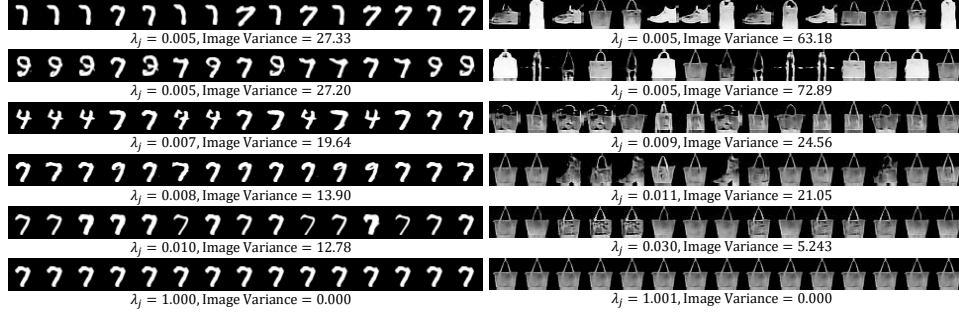 λⱼ = 0.005, Image Variance = 27.33
λⱼ = 0.005, Image Variance = 63.18
λⱼ = 0.005, Image Variance = 27.20
λⱼ = 0.005, Image Variance = 72.89
λⱼ = 0.007, Image Variance = 19.64
λⱼ = 0.009, Image Variance = 24.56
λⱼ = 0.008, Image Variance = 13.90
λⱼ = 0.011, Image Variance = 21.05
λⱼ = 0.010, Image Variance = 12.78
λⱼ = 0.030, Image Variance = 5.243
λⱼ = 1.000, Image Variance = 0.000
λⱼ = 1.001, Image Variance = 0.000